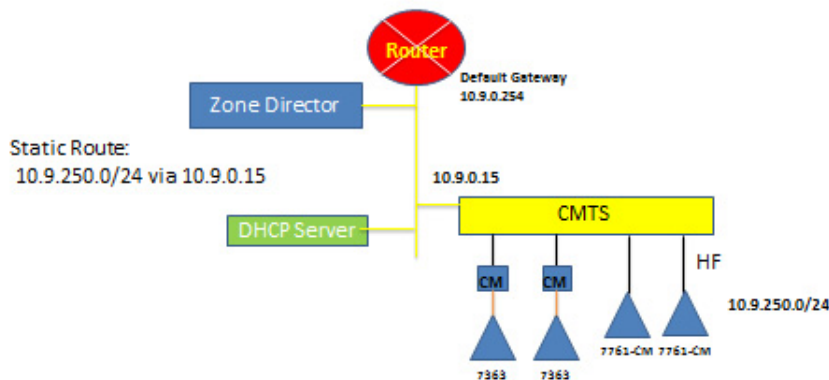 Router
Default Gateway
10.9.0.254
Zone Director
Static Route:
10.9.250.0/24 via 10.9.0.15
10.9.0.15
CMTS
DHCP Server
HF
CM
CM
10.9.250.0/24
7363
7363
7761-CM
7761-CM